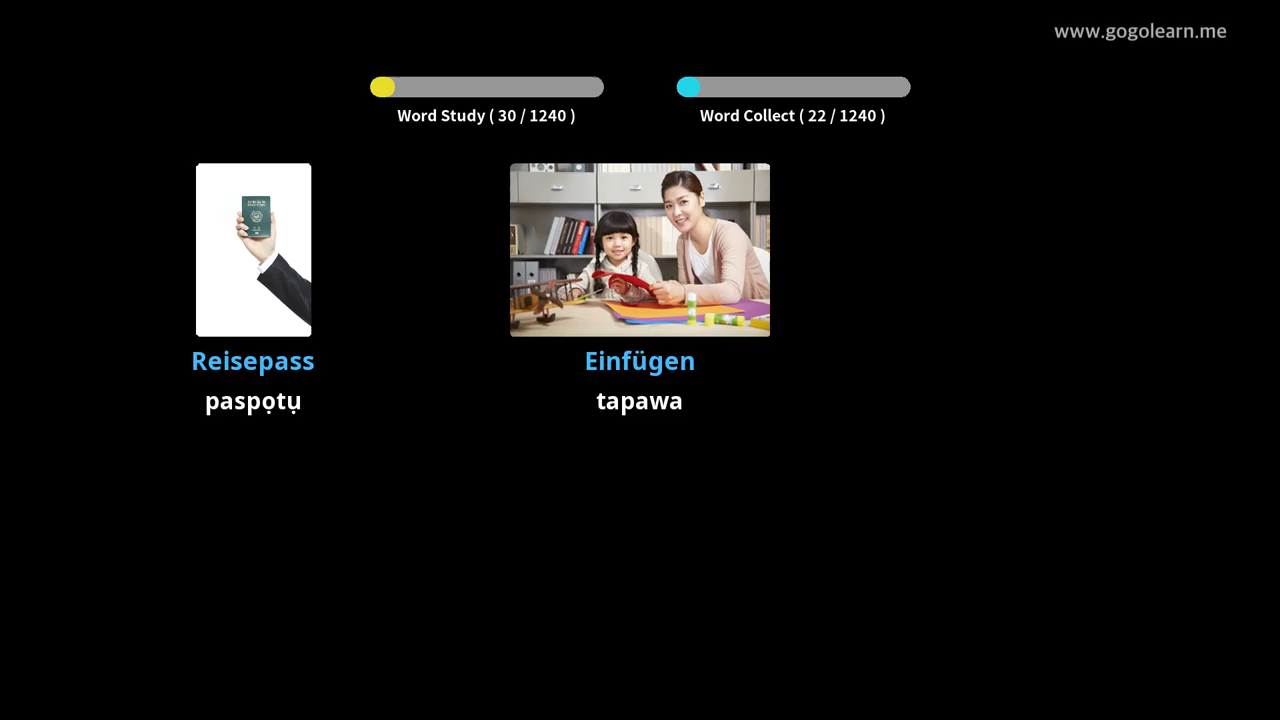 www.gogolearn.me
Word Study ( 30 / 1240 )
Word Collect ( 22 / 1240 )
Reisepass
paspọtụ
Einfügen
tapawa